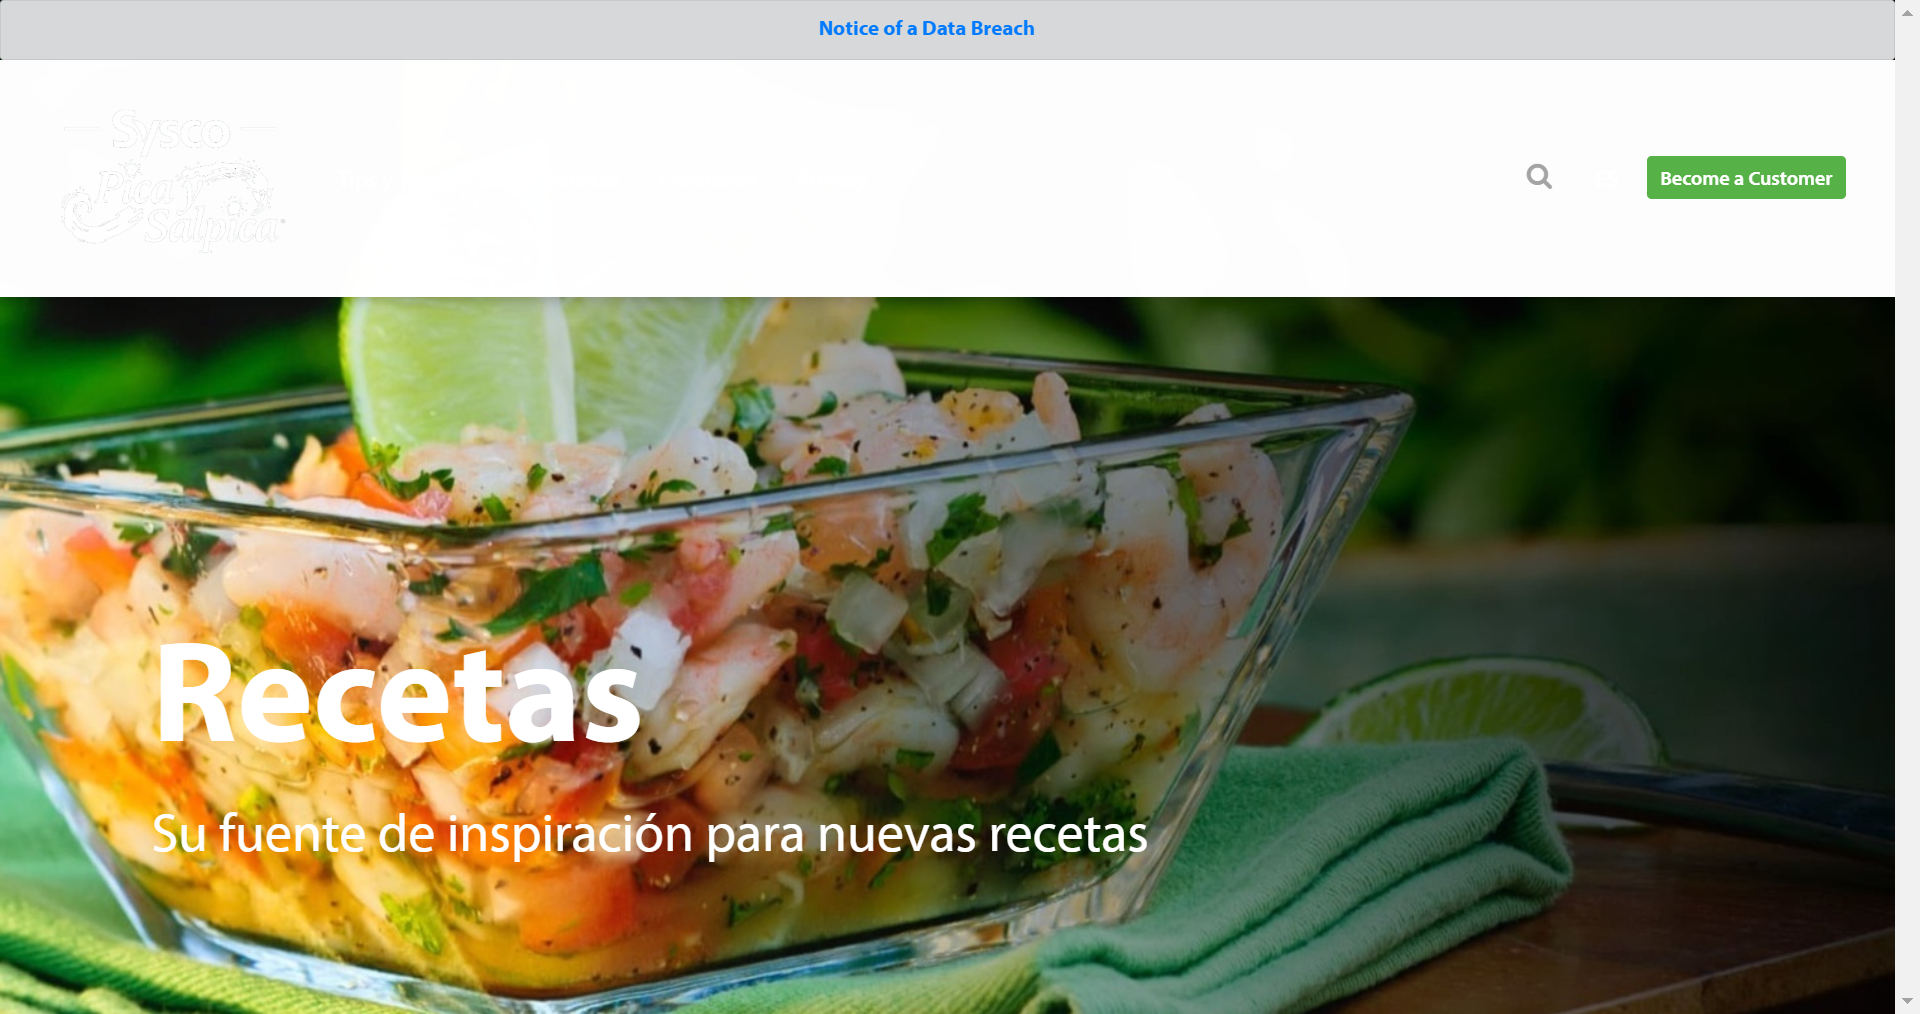 Notice of a Data Breach
Sysco
Pica y
Salpica
Become a Customer
Recetas
Su fuente de inspiración para nuevas recetas